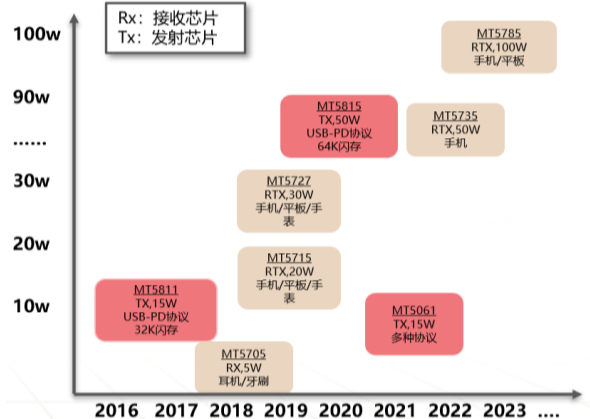 Rx：接收芯片
Tx：发射芯片
100w
90w
......
30w
20w
10w
MT5785
RTX,100W
手机/平板
MT5815
TX,50W
USB-PD协议
64K闪存
MT5735
RTX,50W
手机
MT5727
RTX,30W
手机/平板/手
表
MT5715
RTX,20W
手机/平板/手
表
MT5811
TX,15W
USB-PD协议
32K闪存
MT5061
TX,15W
多种协议
MT5705
RX,5W
耳机/牙刷
2016 2017 2018 2019 2020 2021 2022 2023 ....